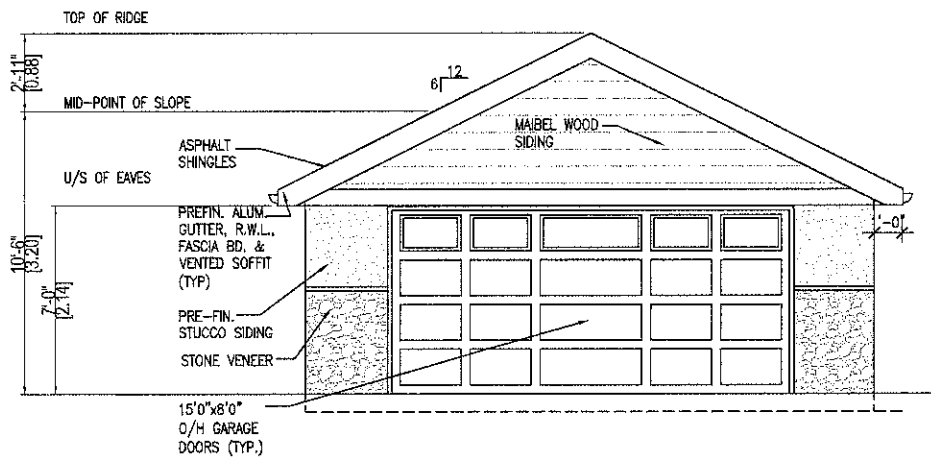 TOP OF RIDGE
2'-11"
[0.88]
12
6
MID-POINT OF SLOPE
MAIBEL WOOD
SIDING
ASPHALT
SHINGLES
U/S OF EAVES
PREFIN. ALUM.
GUTTER, R.W.L.,
FASCIA BD. &
VENTED SOFFIT
(TYP)
'-0"
10'-6"
[3.20]
7'-0"
[2.14]
PRE-FIN.
STUCCO SIDING
STONE VENEER
15'0"x8'0"
O/H GARAGE
DOORS (TYP.)